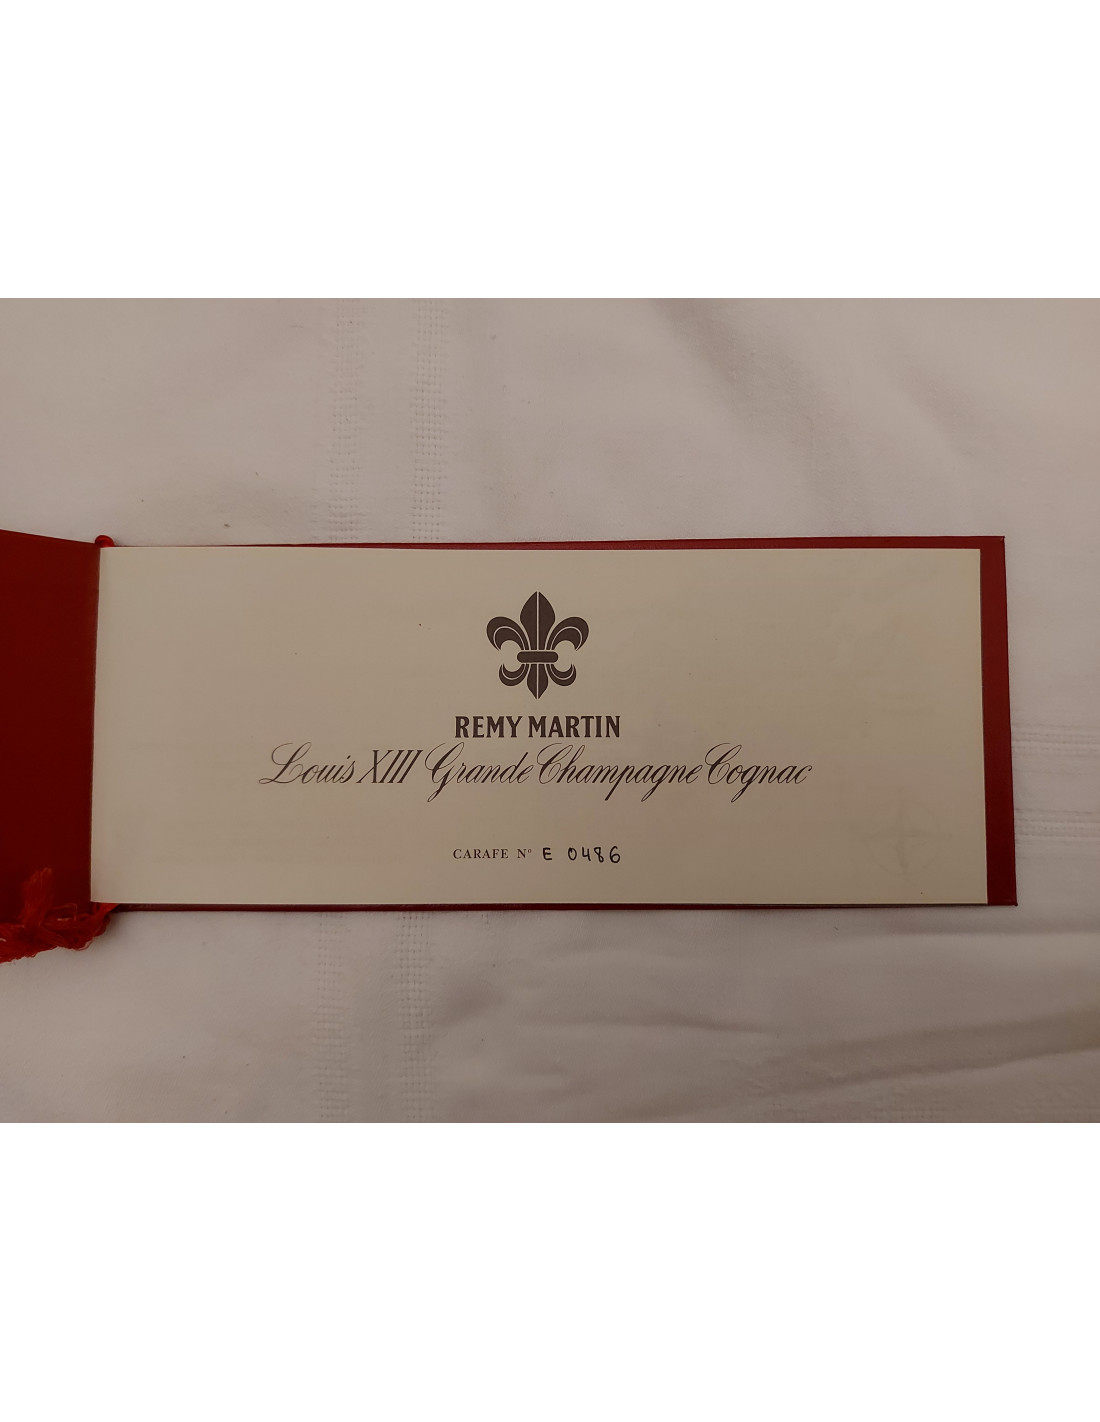 REMY MARTIN
Louis XIII Grande Champagne Cognac
CARAFE Nº E 0486